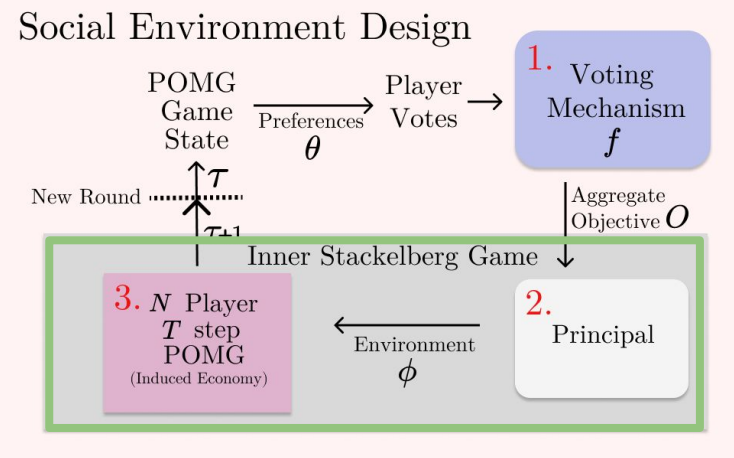 Social Environment Design
POMG
Game
State
Preferences
θ
Player
Votes
1. Voting
Mechanism
f
New Round
τ
τ+1
Aggregate
Objective O
Inner Stackelberg Game
3. N Player
T step
POMG
(Induced Economy)
Environment
ϕ
2.
Principal